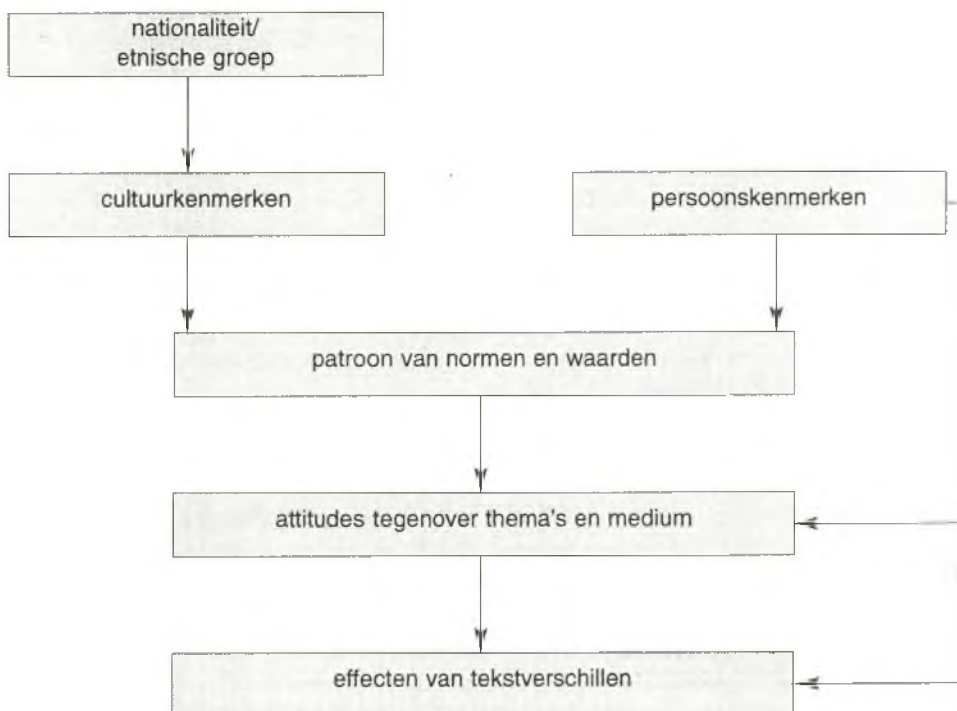 nationaliteit/
etnische groep
cultuurkenmerken
persoonskenmerken
patroon van normen en waarden
attitudes tegenover thema's en medium
effecten van tekstverschillen